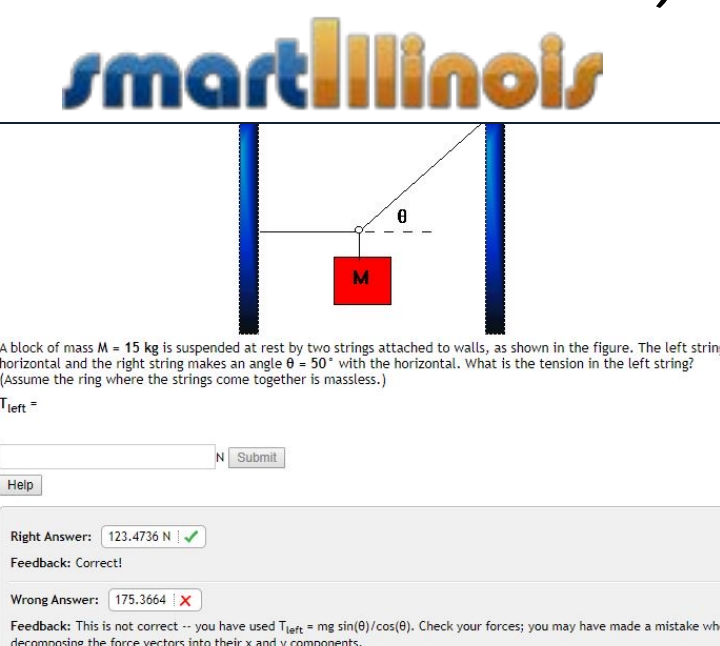 smartIllinois
θ
M
A block of mass M = 15 kg is suspended at rest by two strings attached to walls, as shown in the figure. The left string
horizontal and the right string makes an angle θ = 50° with the horizontal. What is the tension in the left string?
(Assume the ring where the strings come together is massless.)
Tleft =
N Submit
Help
Right Answer: 123.4736 N
Feedback: Correct!
Wrong Answer: 175.3664
Feedback: This is not correct -- you have used Tleft = mg sin(θ)/cos(θ). Check your forces; you may have made a mistake wh
decomposing the force vectors into their x and y components.